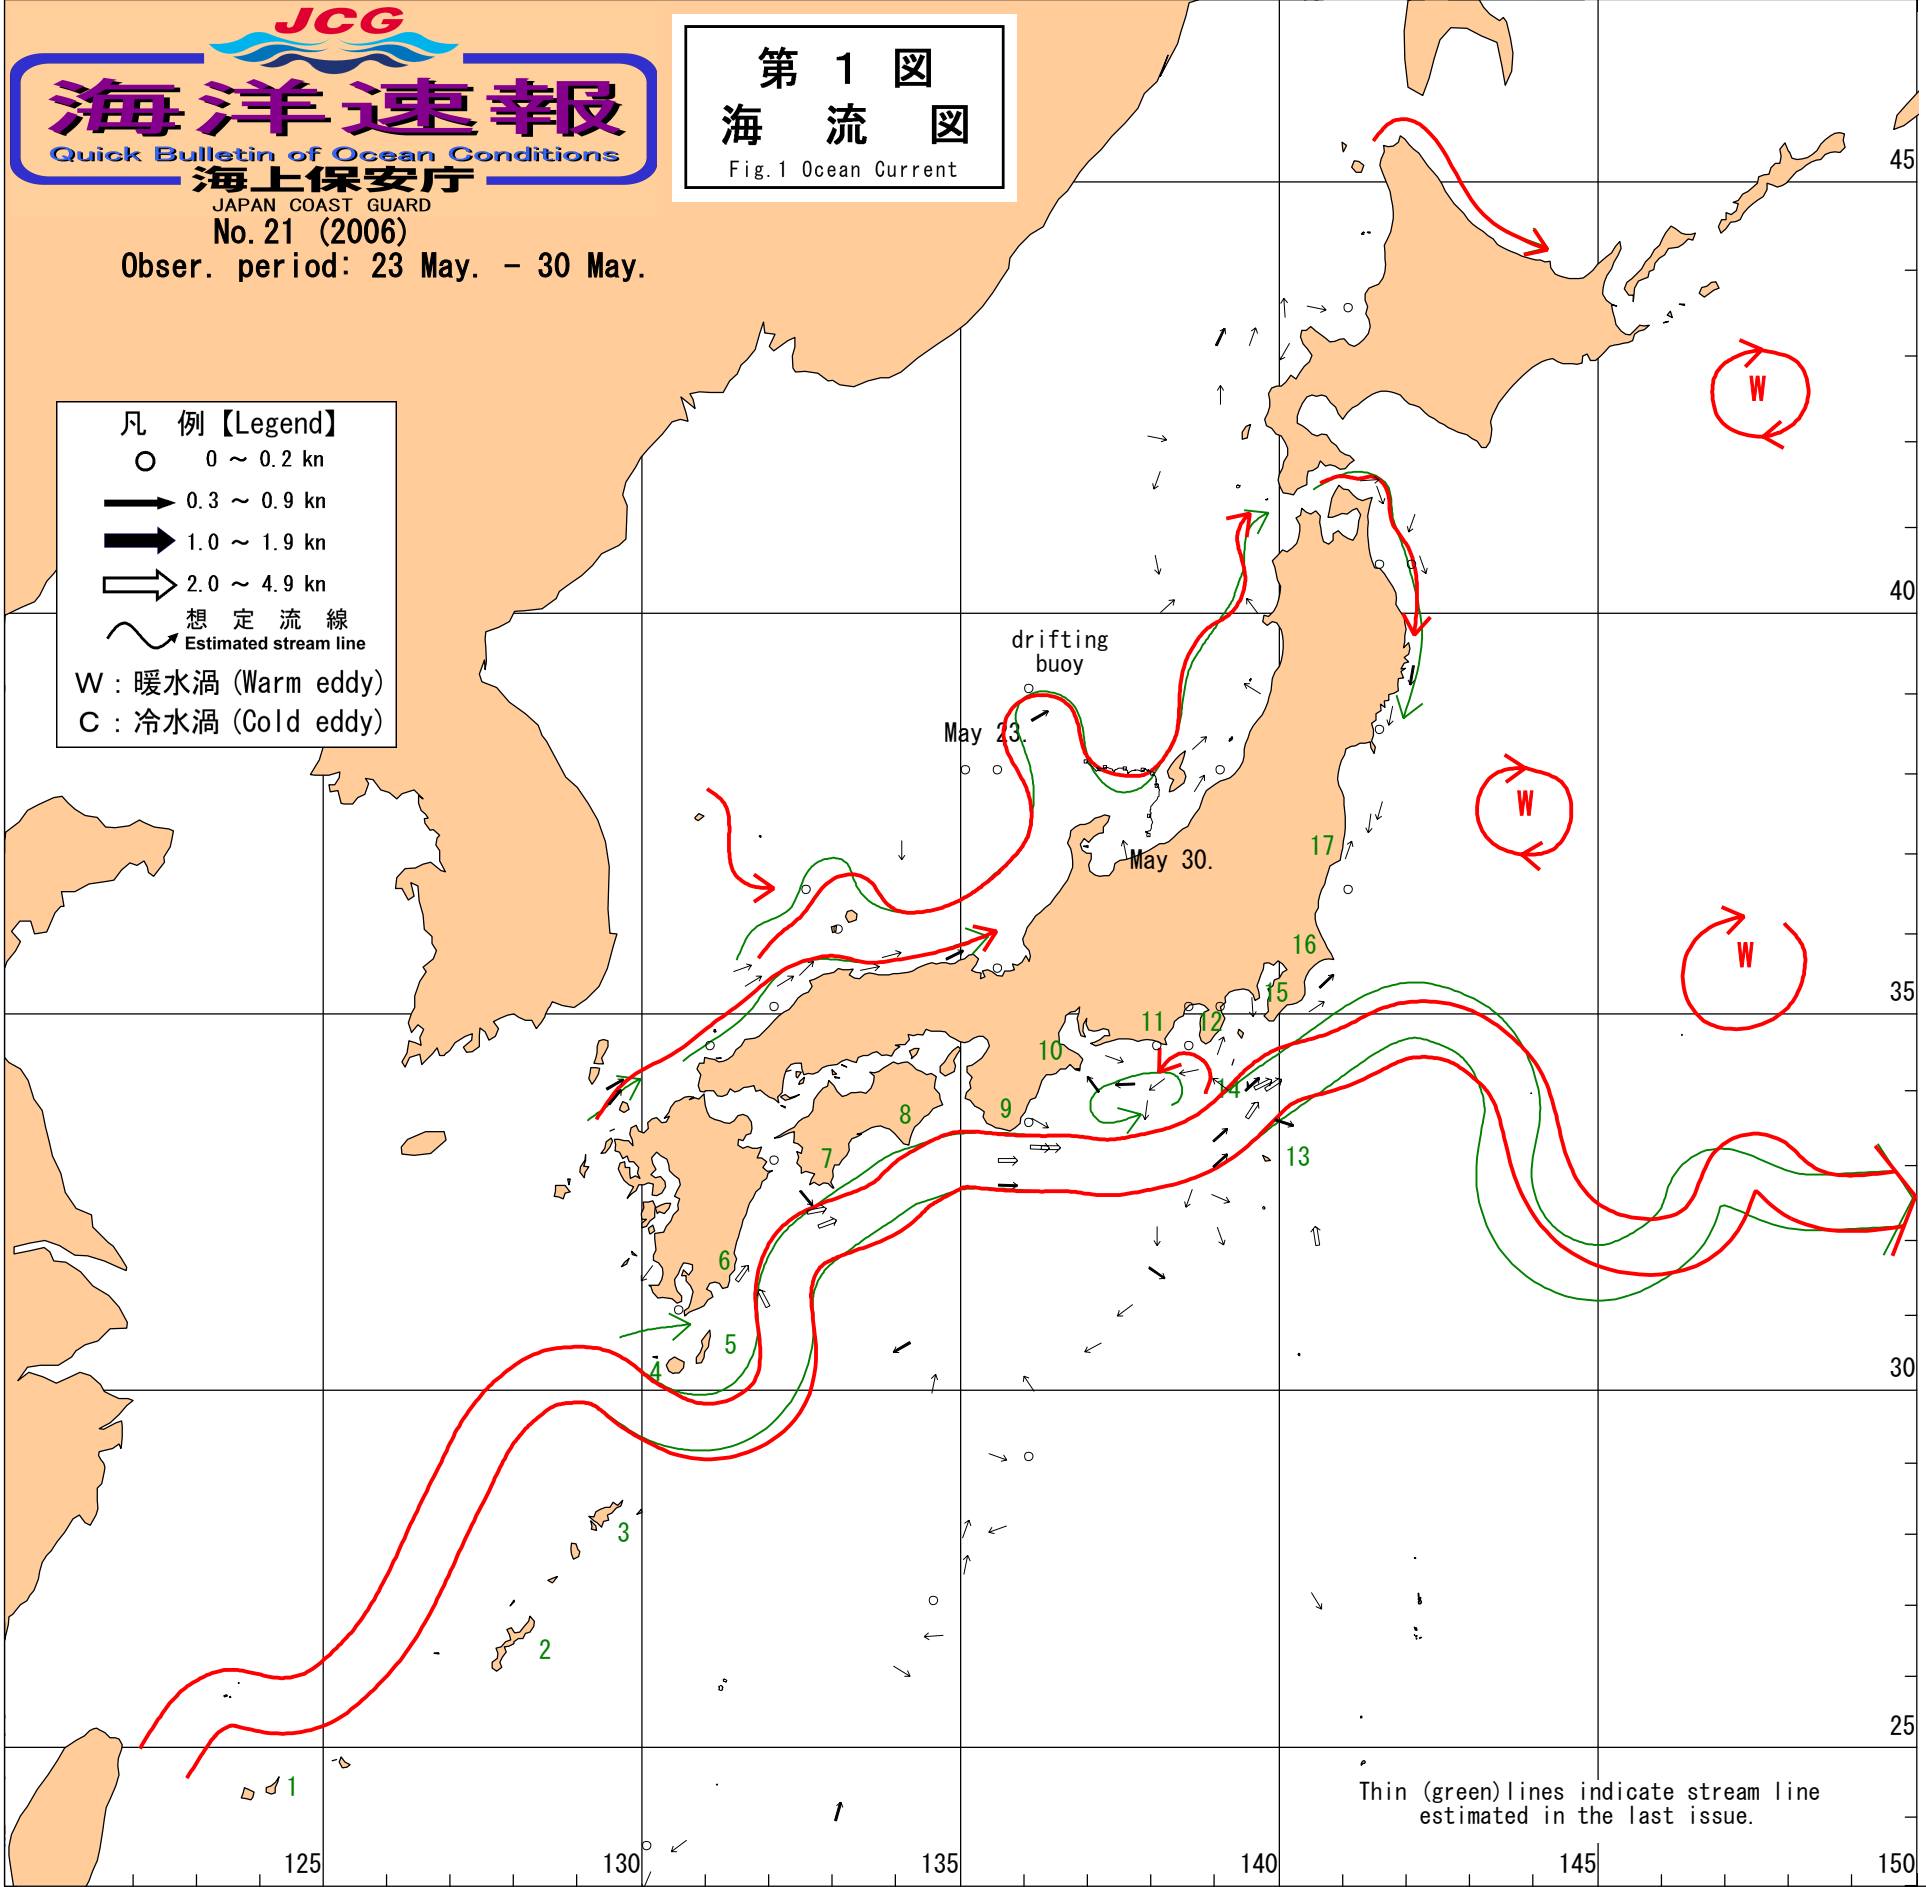 JCG
海洋速報
Quick Bulletin of Ocean Conditions
海上保安庁
JAPAN COAST GUARD
No.21 (2006)
Obser. period: 23 May. - 30 May.
第 1 図
海 流 図
Fig.1 Ocean Current
凡 例【Legend】
0 ～ 0.2 kn
0.3 ～ 0.9 kn
1.0 ～ 1.9 kn
2.0 ～ 4.9 kn
想 定 流 線
Estimated stream line
W：暖水渦 (Warm eddy)
C：冷水渦 (Cold eddy)
45
W
40
drifting
buoy
May 23.
W
17
May 30.
16
W
15
35
11
12
10
14
9
8
7
13
6
5
4
30
3
2
25
1
Thin (green)lines indicate stream line
estimated in the last issue.
125
130
135
140
145
150